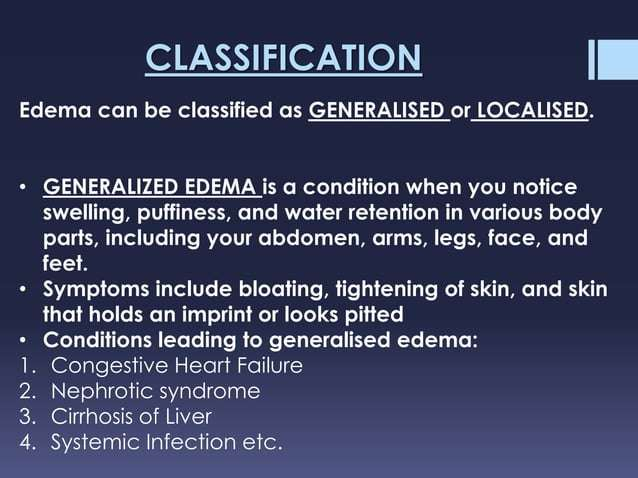 CLASSIFICATION
Edema can be classified as GENERALISED or LOCALISED.
• GENERALIZED EDEMA is a condition when you notice
swelling, puffiness, and water retention in various body
parts, including your abdomen, arms, legs, face, and
feet.
• Symptoms include bloating, tightening of skin, and skin
that holds an imprint or looks pitted
• Conditions leading to generalised edema:
1. Congestive Heart Failure
2. Nephrotic syndrome
3. Cirrhosis of Liver
4. Systemic Infection etc.